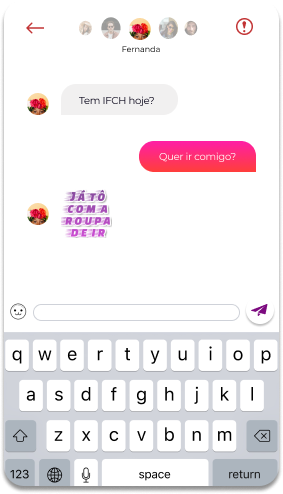 Fernanda
Tem IFCH hoje?
Quer ir comigo?
JÁ TÔ
COM A
ROUPA
DE IR
q w e r t y u i o p
a s d f g h j k l
z x c v b n m
123 space return